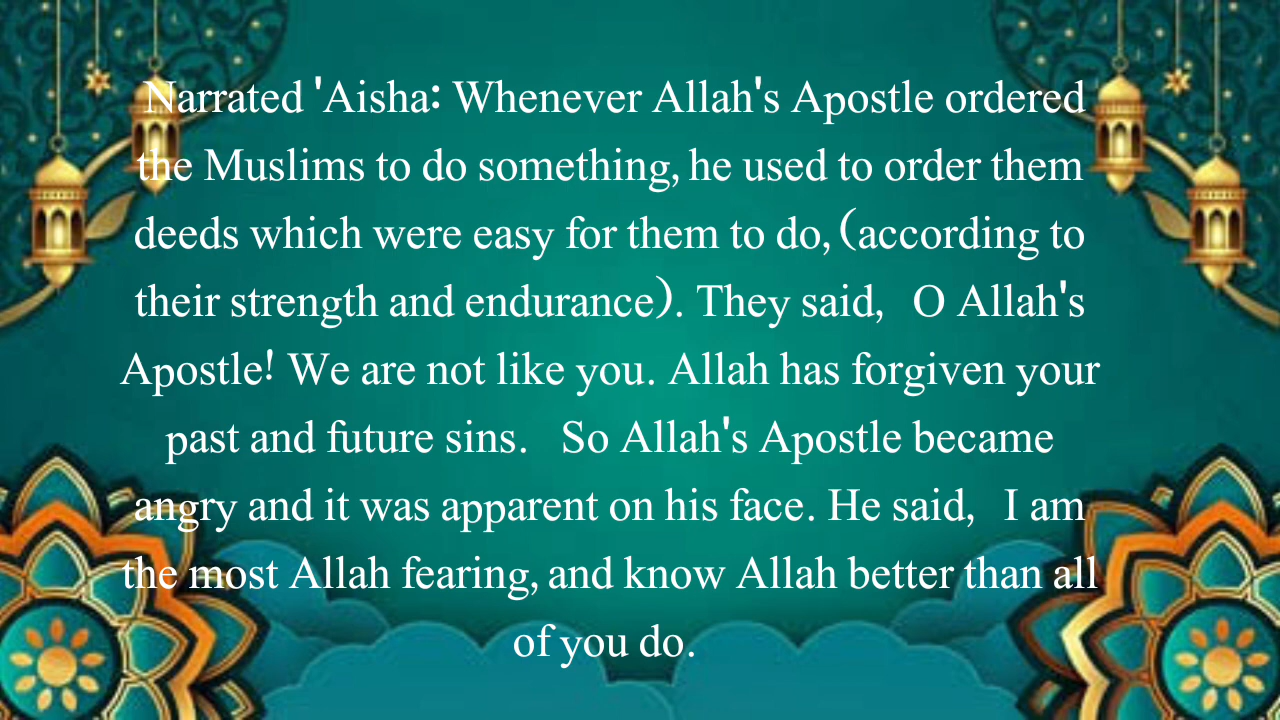 Narrated 'Aisha: Whenever Allah's Apostle ordered
the Muslims to do something, he used to order them
deeds which were easy for them to do, (according to
their strength and endurance). They said,   O Allah's
Apostle! We are not like you. Allah has forgiven your
past and future sins.   So Allah's Apostle became
angry and it was apparent on his face. He said,   I am
the most Allah fearing, and know Allah better than all
of you do.